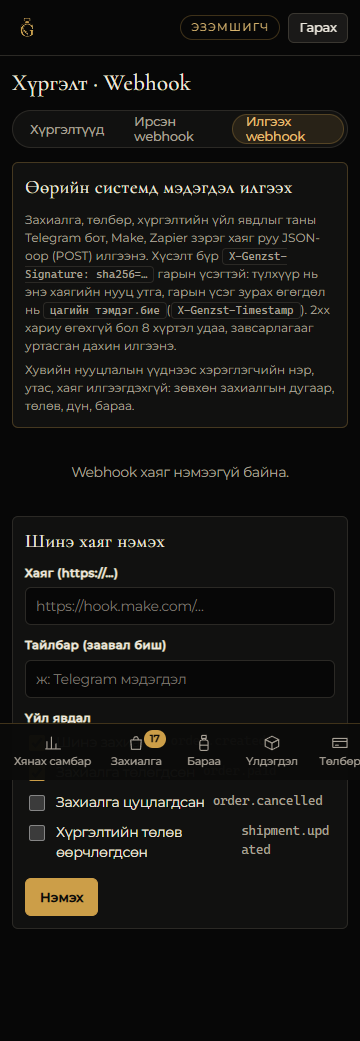 ЭЗЭМШИГЧ
Гарах
Хүргэлт · Webhook
Хүргэлтүүд
Ирсэн
webhook
Илгээх
webhook
Өөрийн системд мэдэгдэл илгээх
Захиалга, төлбөр, хүргэлтийн үйл явдлыг таны
Telegram бот, Make, Zapier зэрэг хаяг руу JSON-
оор (POST) илгээнэ. Хүсэлт бүр X-Genzst-
Signature: sha256=… гарын үсэгтэй: түлхүүр нь
энэ хаягийн нууц утга, гарын үсэг зурах өгөгдөл
нь цагийн тэмдэг.бие (X-Genzst-Timestamp). 2xx
хариу өгөхгүй бол 8 хүртэл удаа, завсарлагааг
уртасган дахин илгээнэ.
Хувийн нууцлалын үүднээс хэрэглэгчийн нэр,
утас, хаяг илгээгдэхгүй: зөвхөн захиалгын дугаар,
төлөв, дүн, бараа.
Webhook хаяг нэмээгүй байна.
Шинэ хаяг нэмэх
Хаяг (https://…)
https://hook.make.com/…
Тайлбар (заавал биш)
ж: Telegram мэдэгдэл
Үйл явдал
17
Хянах самбар
Захиалга
Бараа
Үлдэгдэл
Төлбөр
Захиалга цуцлагдсан order.cancelled
Хүргэлтийн төлөв shipment.upd
өөрчлөгдсөн ated
Нэмэх